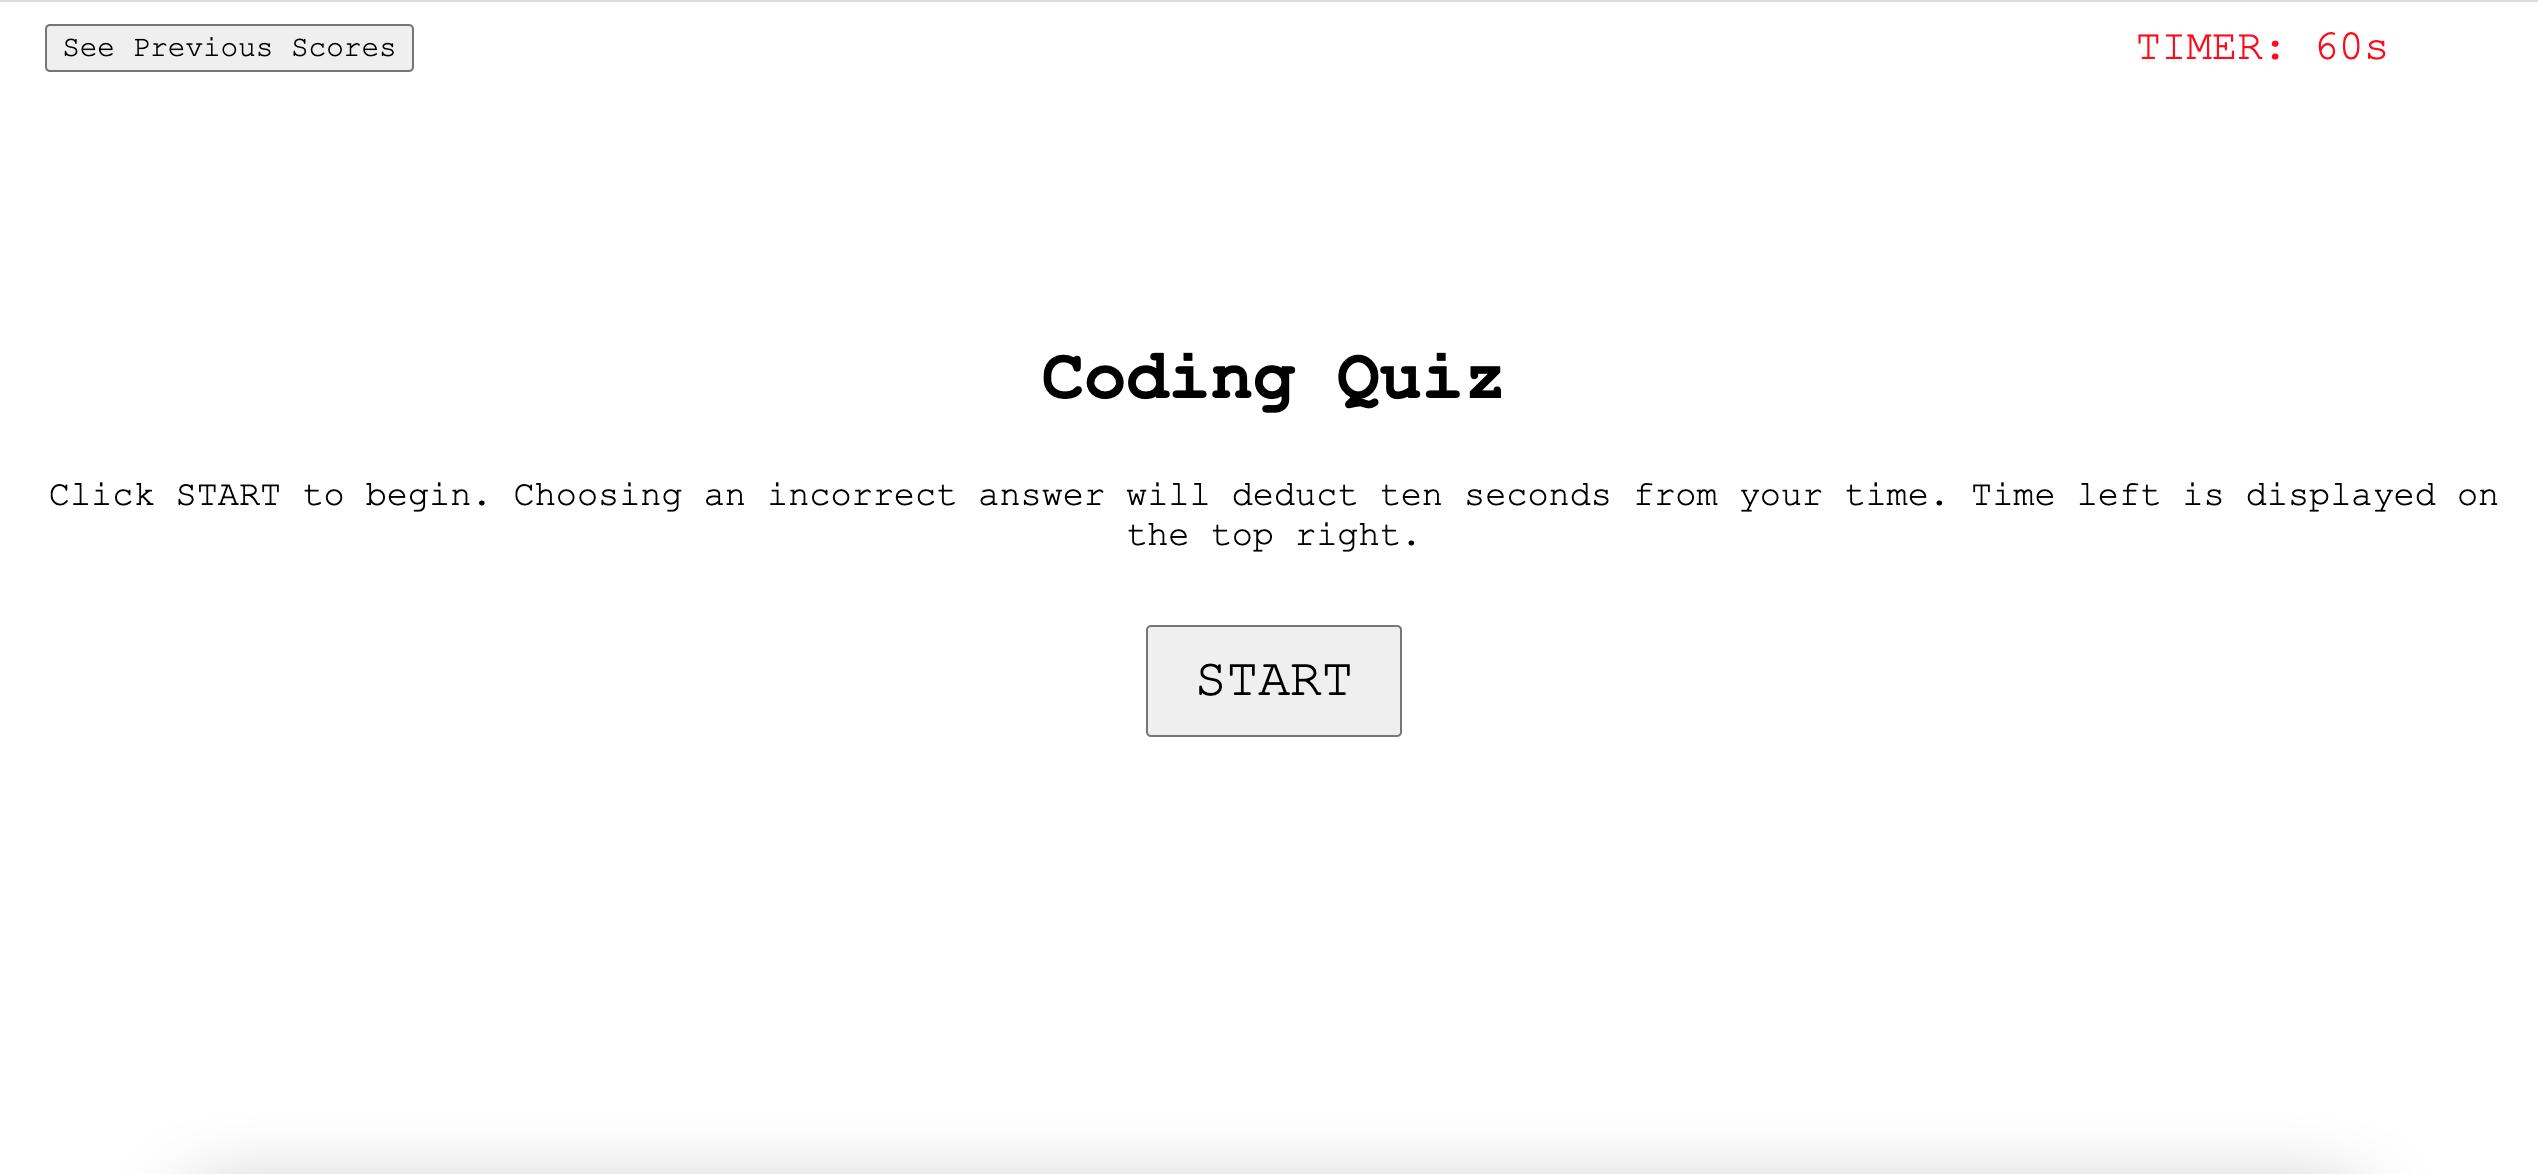 See Previous Scores
TIMER: 60s
Coding Quiz
Click START to begin. Choosing an incorrect answer will deduct ten seconds from your time. Time left is displayed on
the top right.
START